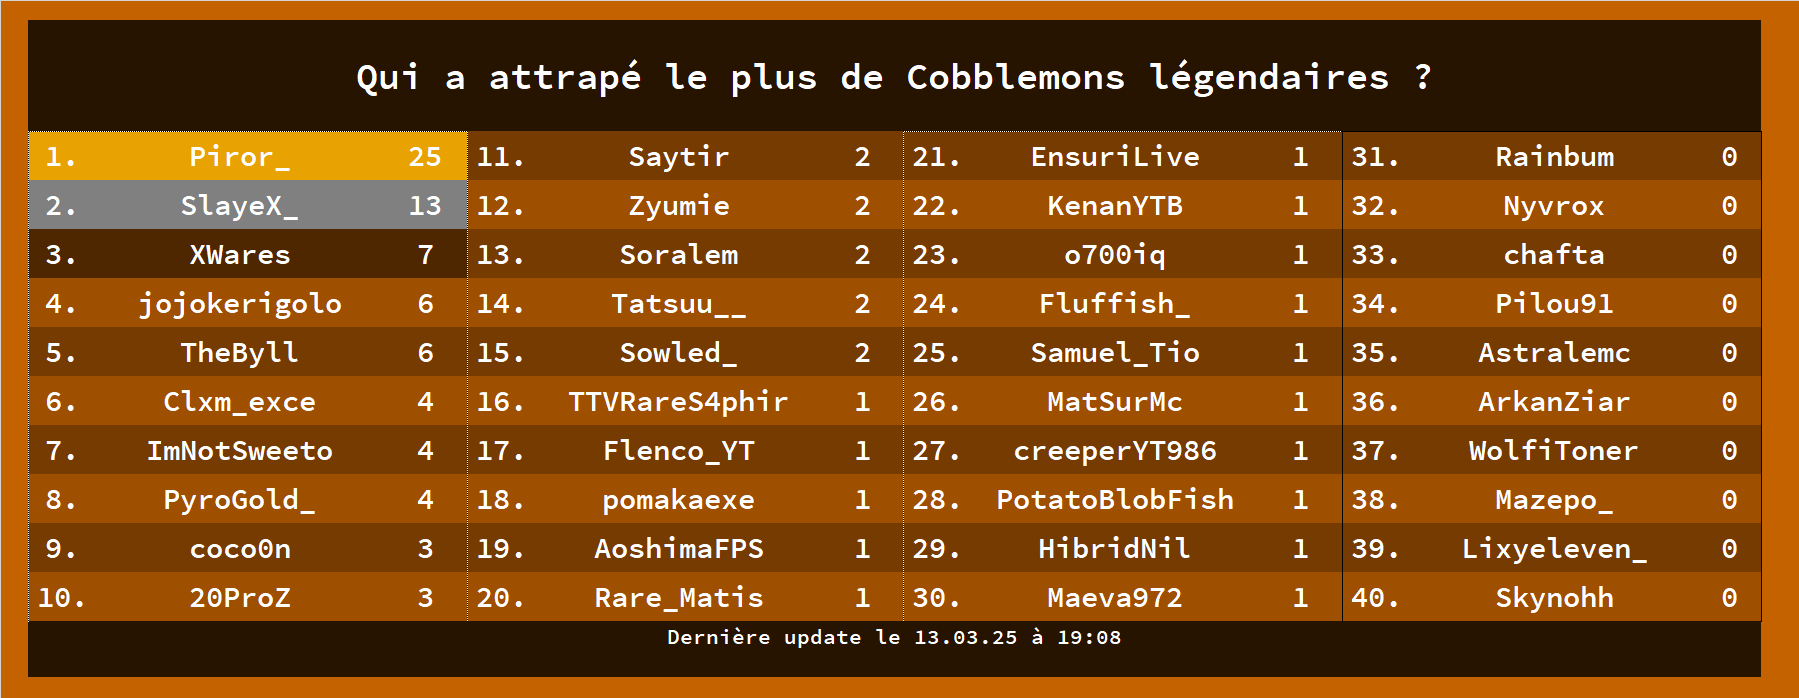 Qui a attrapé le plus de Cobblemons légendaires ?
1. Piror_ 25
2. SlayeX_ 13
3. XWares 7
4. jojokerigolo 6
5. TheByll 6
6. Clxm_exce 4
7. ImNotSweeto 4
8. PyroGold_ 4
9. coco0n 3
10. 20ProZ 3
11. Saytir 2
12. Zyumie 2
13. Soralem 2
14. Tatsuu__ 2
15. Sowled_ 2
16. TTVRareS4phir 1
17. Flenco_YT 1
18. pomakaexe 1
19. AoshimaFPS 1
20. Rare_Matis 1
21. EnsuriLive 1
22. KenanYTB 1
23. o700iq 1
24. Fluffish_ 1
25. Samuel_Tio 1
26. MatSurMc 1
27. creeperYT986 1
28. PotatoBlobFish 1
29. HibridNil 1
30. Maeva972 1
31. Rainbum 0
32. Nyvrox 0
33. chafta 0
34. Pilou91 0
35. Astralemc 0
36. ArkanZiar 0
37. WolfiToner 0
38. Mazepo_ 0
39. Lixyeleven_ 0
40. Skynohh 0
Dernière update le 13.03.25 à 19:08